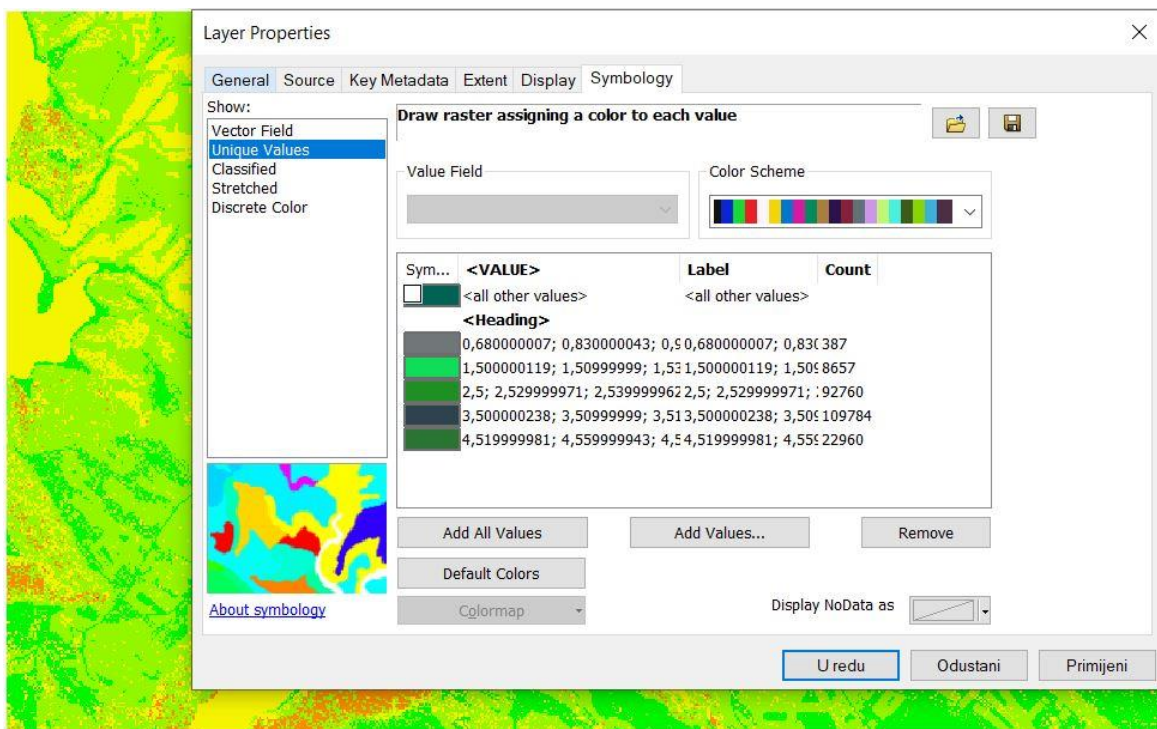 Layer Properties
General Source Key Metadata Extent Display Symbology
Show:
Vector Field
Unique Values
Classified
Stretched
Discrete Color
About symbology
Draw raster assigning a color to each value
Value Field
Color Scheme
Sym... <VALUE> Label Count
<all other values> <all other values>
<Heading>
0,680000007; 0,830000043; 0,9 0,680000007; 0,830 387
1,500000119; 1,50999999; 1,53 1,500000119; 1,509 8657
2,5; 2,529999971; 2,539999962 2,5; 2,529999971; 92760
3,500000238; 3,50999999; 3,51 3,500000238; 3,509 109784
4,519999981; 4,559999943; 4,5 4,519999981; 4,559 22960
Add All Values Add Values... Remove
Default Colors
Colormap
Display NoData as
U redu Odustani Primijeni